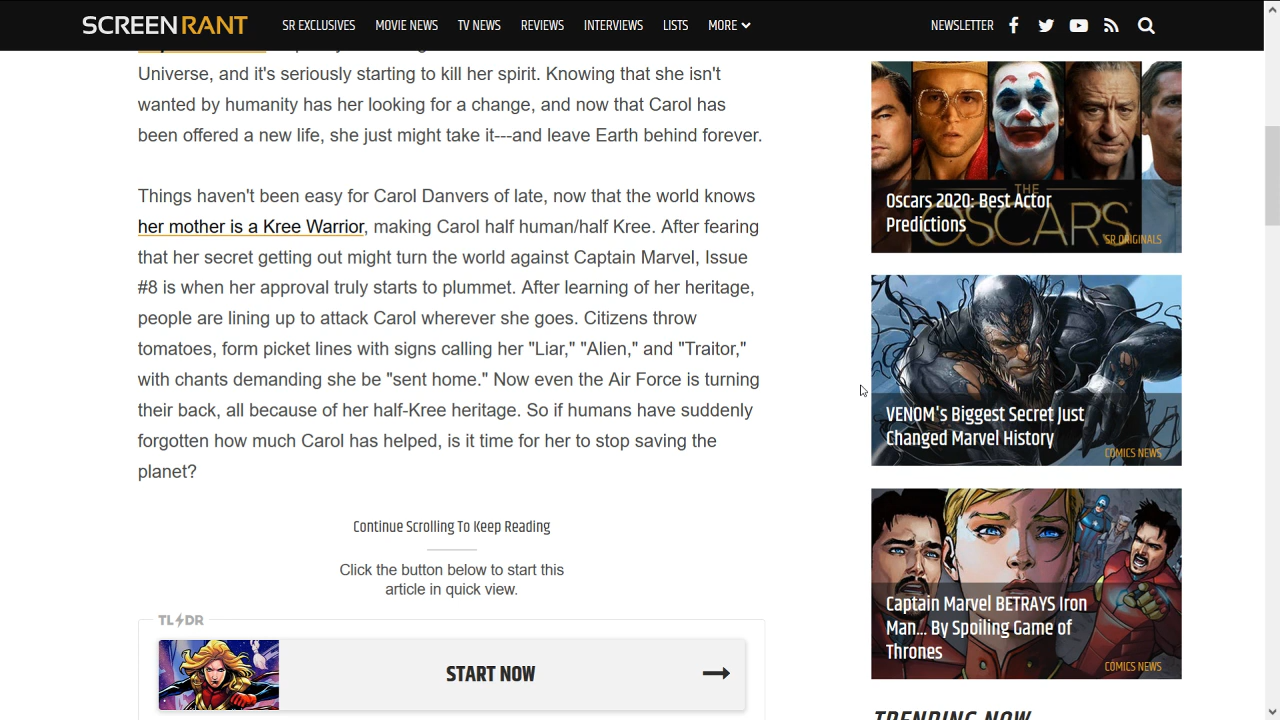 SCREENRANT
SR EXCLUSIVES
MOVIE NEWS
TV NEWS
REVIEWS
INTERVIEWS
LISTS
MORE
NEWSLETTER
Universe, and it's seriously starting to kill her spirit. Knowing that she isn't
wanted by humanity has her looking for a change, and now that Carol has
been offered a new life, she just might take it---and leave Earth behind forever.
Things haven't been easy for Carol Danvers of late, now that the world knows
her mother is a Kree Warrior, making Carol half human/half Kree. After fearing
that her secret getting out might turn the world against Captain Marvel, Issue
#8 is when her approval truly starts to plummet. After learning of her heritage,
people are lining up to attack Carol wherever she goes. Citizens throw
tomatoes, form picket lines with signs calling her "Liar," "Alien," and "Traitor,"
with chants demanding she be "sent home." Now even the Air Force is turning
their back, all because of her half-Kree heritage. So if humans have suddenly
forgotten how much Carol has helped, is it time for her to stop saving the
planet?
Continue Scrolling To Keep Reading
Click the button below to start this
article in quick view.
TL DR
START NOW
THE
OSCARS
Oscars 2020: Best Actor
Predictions
SR ORIGINALS
VENOM's Biggest Secret Just
Changed Marvel History
COMICS NEWS
Captain Marvel BETRAYS Iron
Man... By Spoiling Game of
Thrones
COMICS NEWS
TRENDING NOW